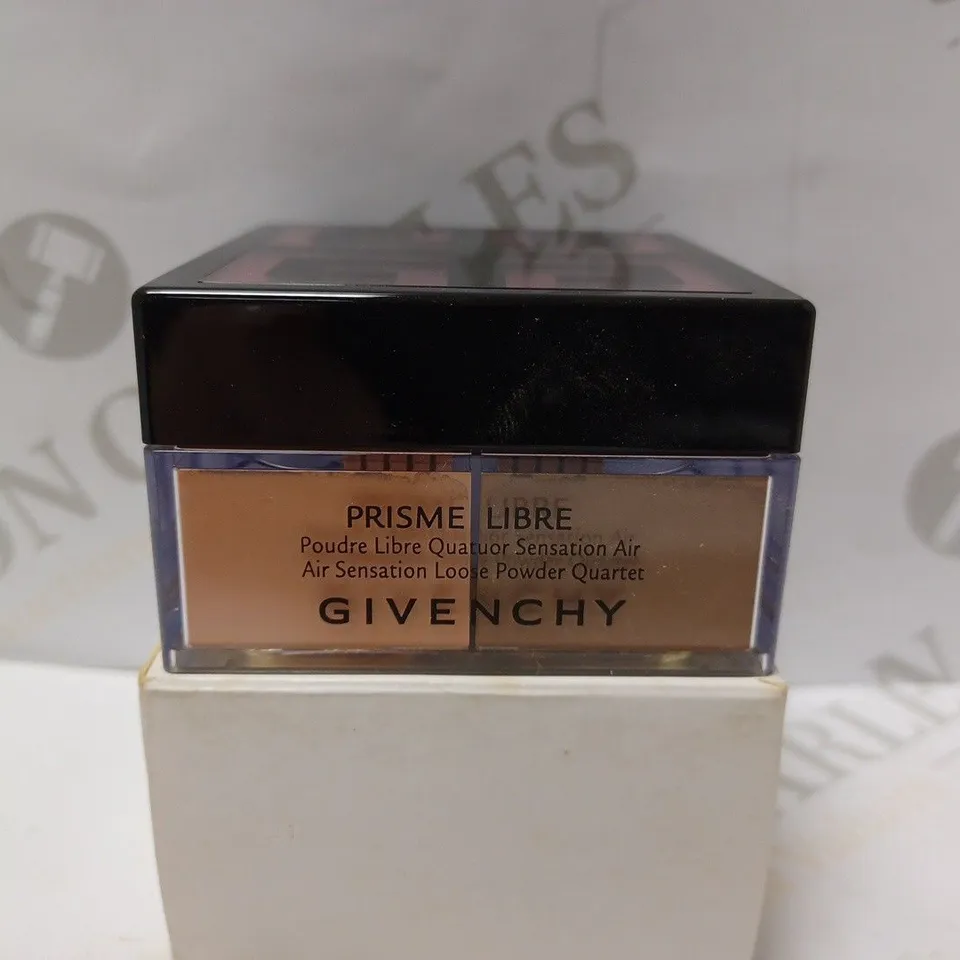 PRISME LIBRE
Poudre Libre Quatuor Sensation Air
Air Sensation Loose Powder Quartet
GIVENCHY